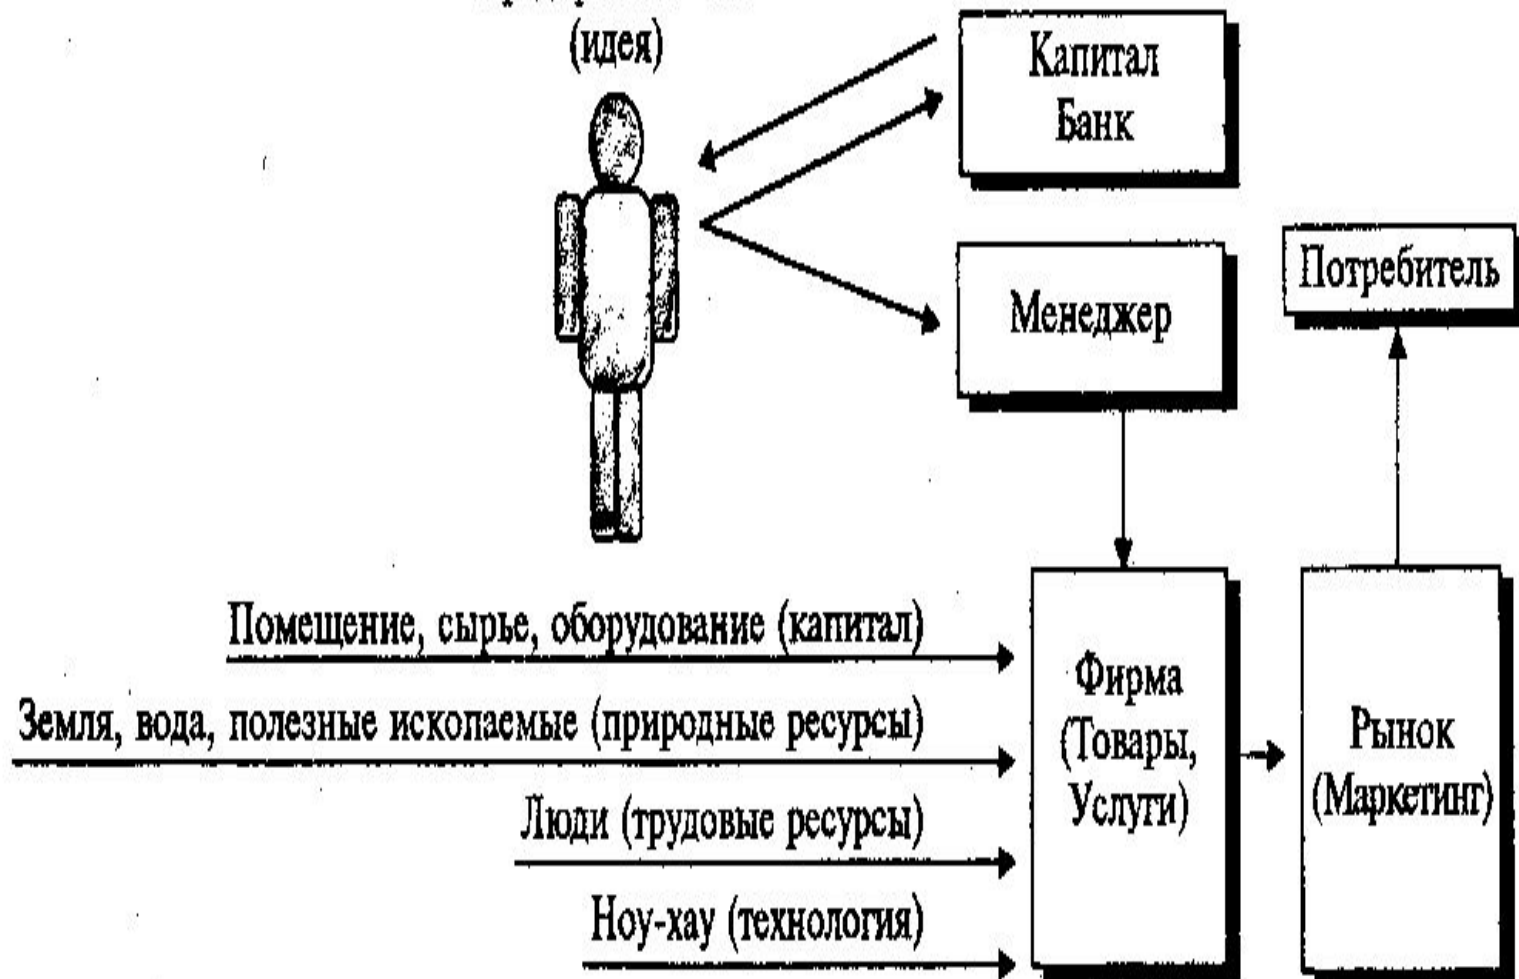 (идея)
Капитал
Банк
Менеджер
Потребитель
Помещение, сырье, оборудование (капитал)
Земля, вода, полезные ископаемые (природные ресурсы)
Люди (трудовые ресурсы)
Ноу-хау (технология)
Фирма
(Товары,
Услуги)
Рынок
(Маркетинг)